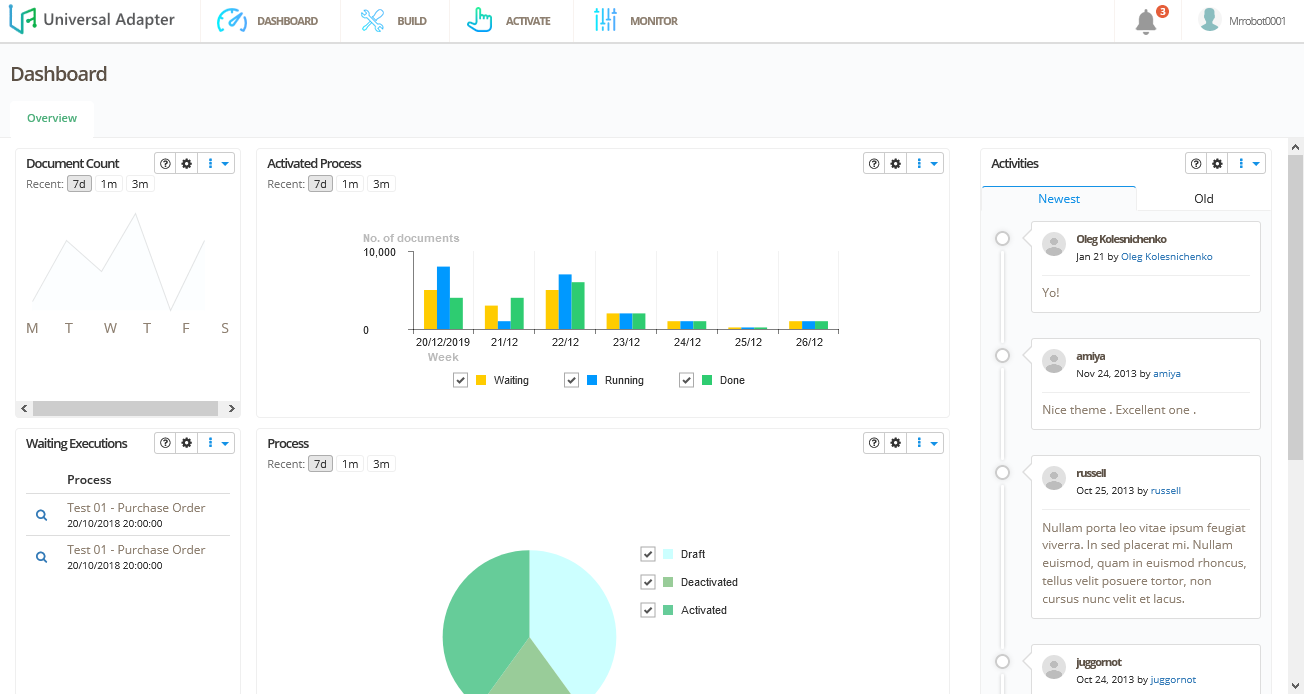 Universal Adapter
DASHBOARD
BUILD
ACTIVATE
MONITOR
3
Mrrobot0001
Dashboard
Overview
Document Count
Recent: 7d 1m 3m
M T W T F S
Activated Process
Recent: 7d 1m 3m
No. of documents
10,000
0
20/12/2019 21/12 22/12 23/12 24/12 25/12 26/12
Week
Waiting Running Done
Waiting Executions
Process
Test 01 - Purchase Order
20/10/2018 20:00:00
Test 01 - Purchase Order
20/10/2018 20:00:00
Process
Recent: 7d 1m 3m
Draft
Deactivated
Activated
Activities
Newest Old
Oleg Kolesnichenko
Jan 21 by Oleg Kolesnichenko
Yo!
amiya
Nov 24, 2013 by amiya
Nice theme . Excellent one .
russell
Oct 25, 2013 by russell
Nullam porta leo vitae ipsum feugiat
viverra. In sed placerat mi. Nullam
euismod, quam in euismod rhoncus,
tellus velit posuere tortor, non
cursus nunc velit et lacus.
juggornot
Oct 24, 2013 by juggornot